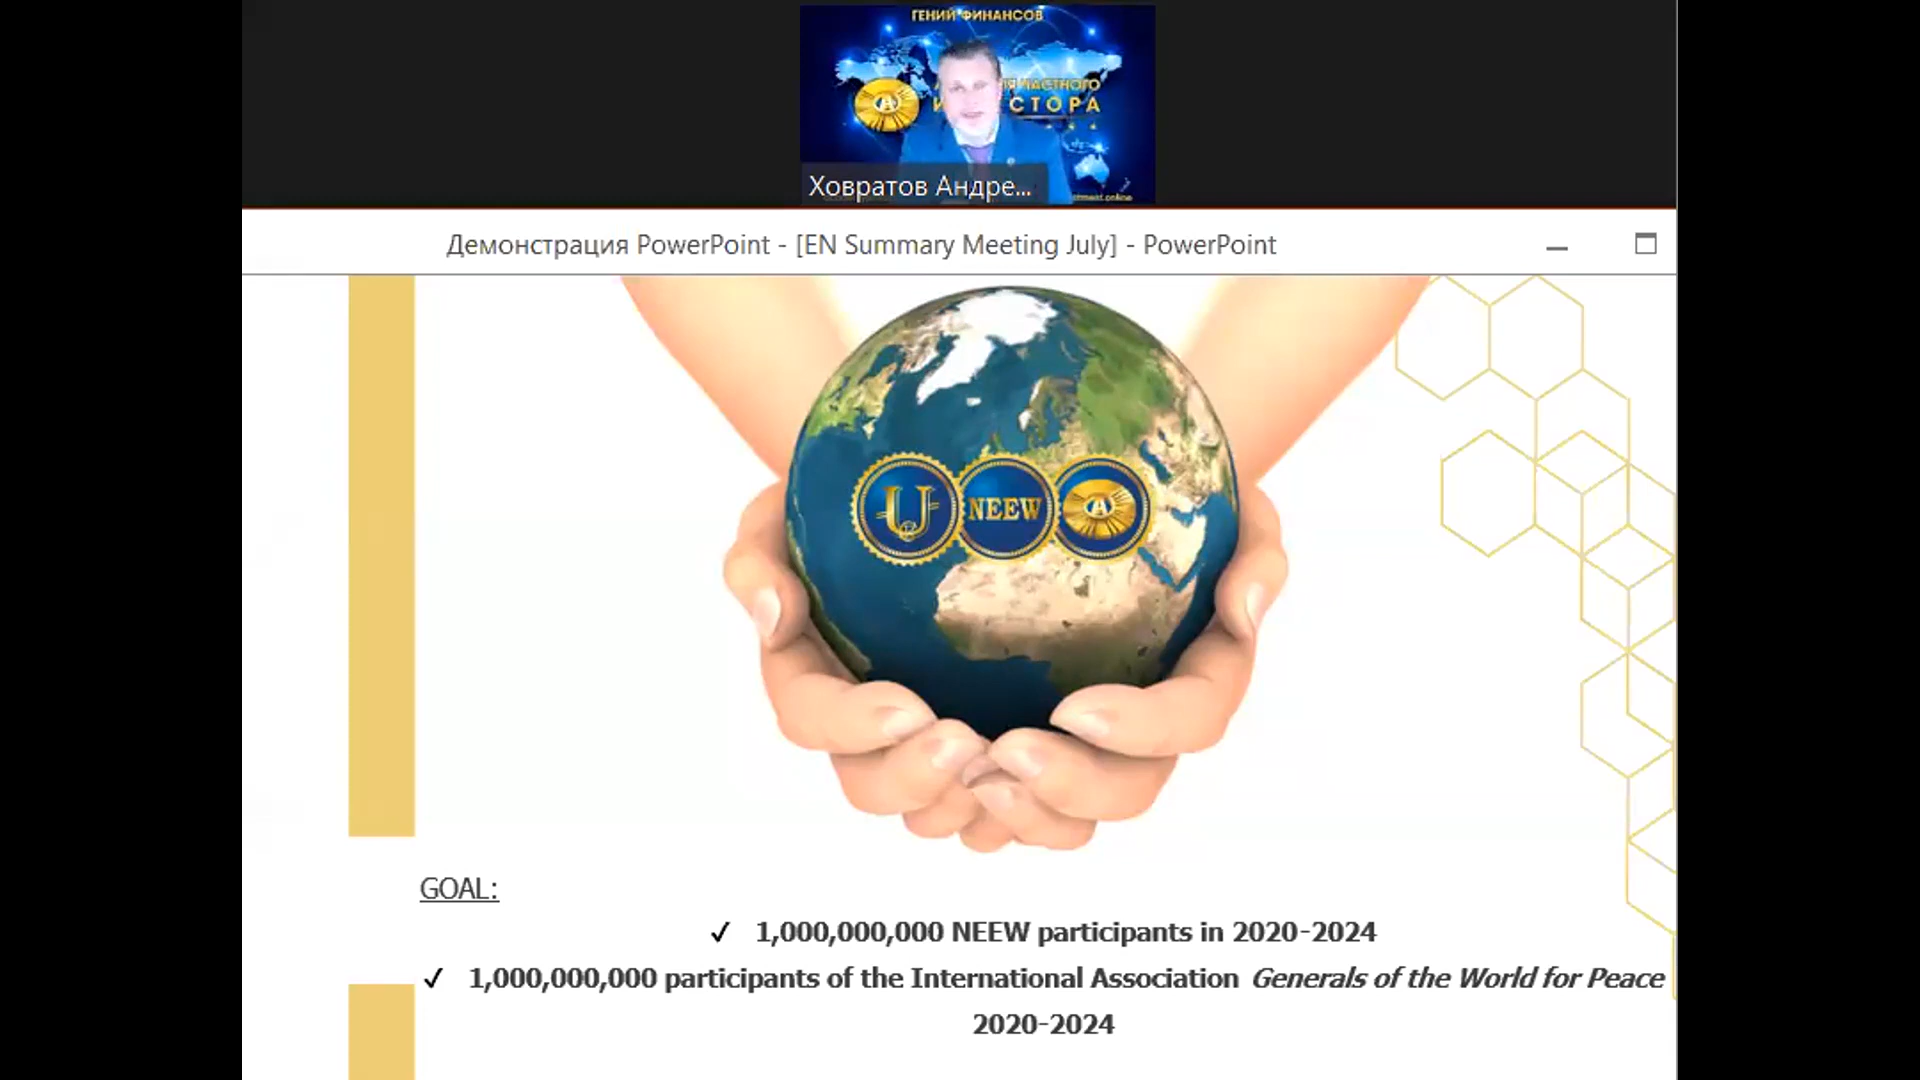 ГЕНИЙ ФИНАНСОВ
ЧАСТНОГО
СТОРА
Ховратов Андре...
Демонстрация PowerPoint - [EN Summary Meeting July] - PowerPoint
NEEW
GOAL:
✓ 1,000,000,000 NEEW participants in 2020-2024
✓ 1,000,000,000 participants of the International Association Generals of the World for Peace
2020-2024